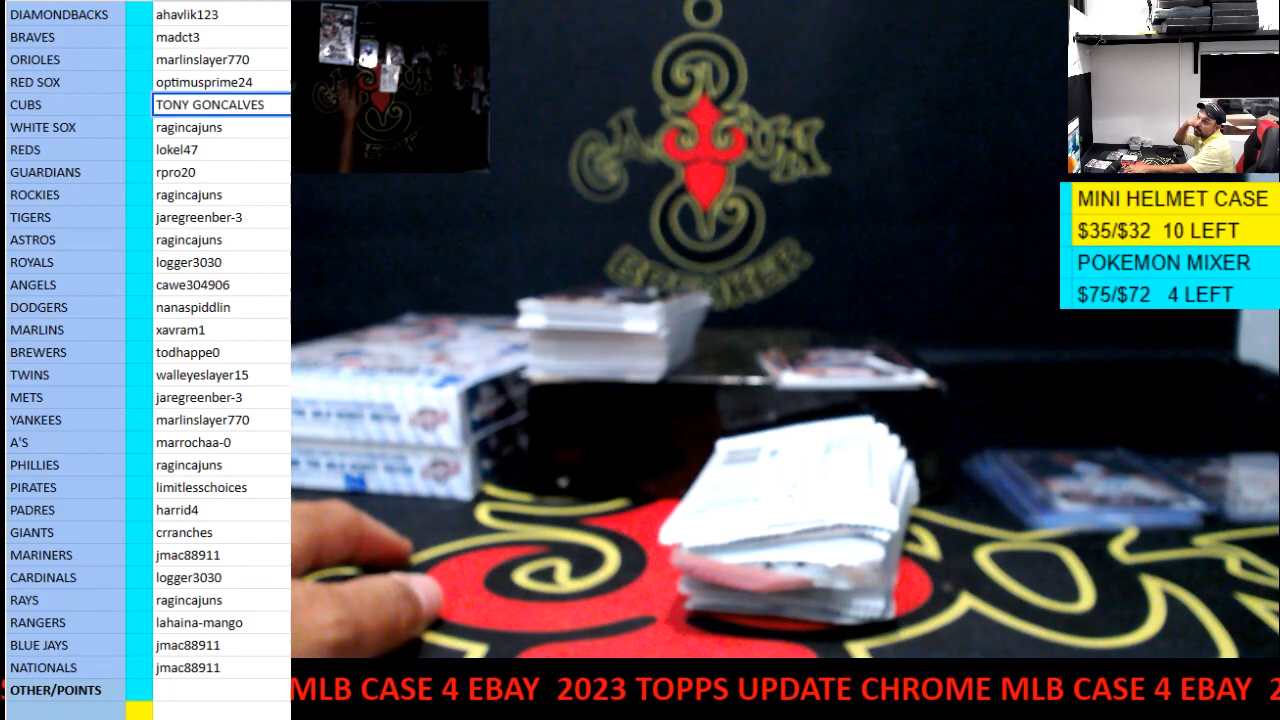 DIAMONDBACKS ahavlik123
BRAVES madct3
ORIOLES marlinslayer770
RED SOX optimusprime24
CUBS TONY GONCALVES
WHITE SOX ragincajuns
REDS lokel47
GUARDIANS rpro20
ROCKIES ragincajuns
TIGERS jaregreenber-3
ASTROS ragincajuns
ROYALS logger3030
ANGELS cawe304906
DODGERS nanaspiddlin
MARLINS xavram1
BREWERS todhappe0
TWINS walleyeslayer15
METS jaregreenber-3
YANKEES marlinslayer770
A'S marrochaa-0
PHILLIES ragincajuns
PIRATES limitlesschoices
PADRES harrid4
GIANTS crranches
MARINERS jmac88911
CARDINALS logger3030
RAYS ragincajuns
RANGERS lahaina-mango
BLUE JAYS jmac88911
NATIONALS jmac88911
OTHER/POINTS
MINI HELMET CASE
$35/$32 10 LEFT
POKEMON MIXER
$75/$72 4 LEFT
BREAKER
MLB CASE 4 EBAY 2023 TOPPS UPDATE CHROME MLB CASE 4 EBAY 2